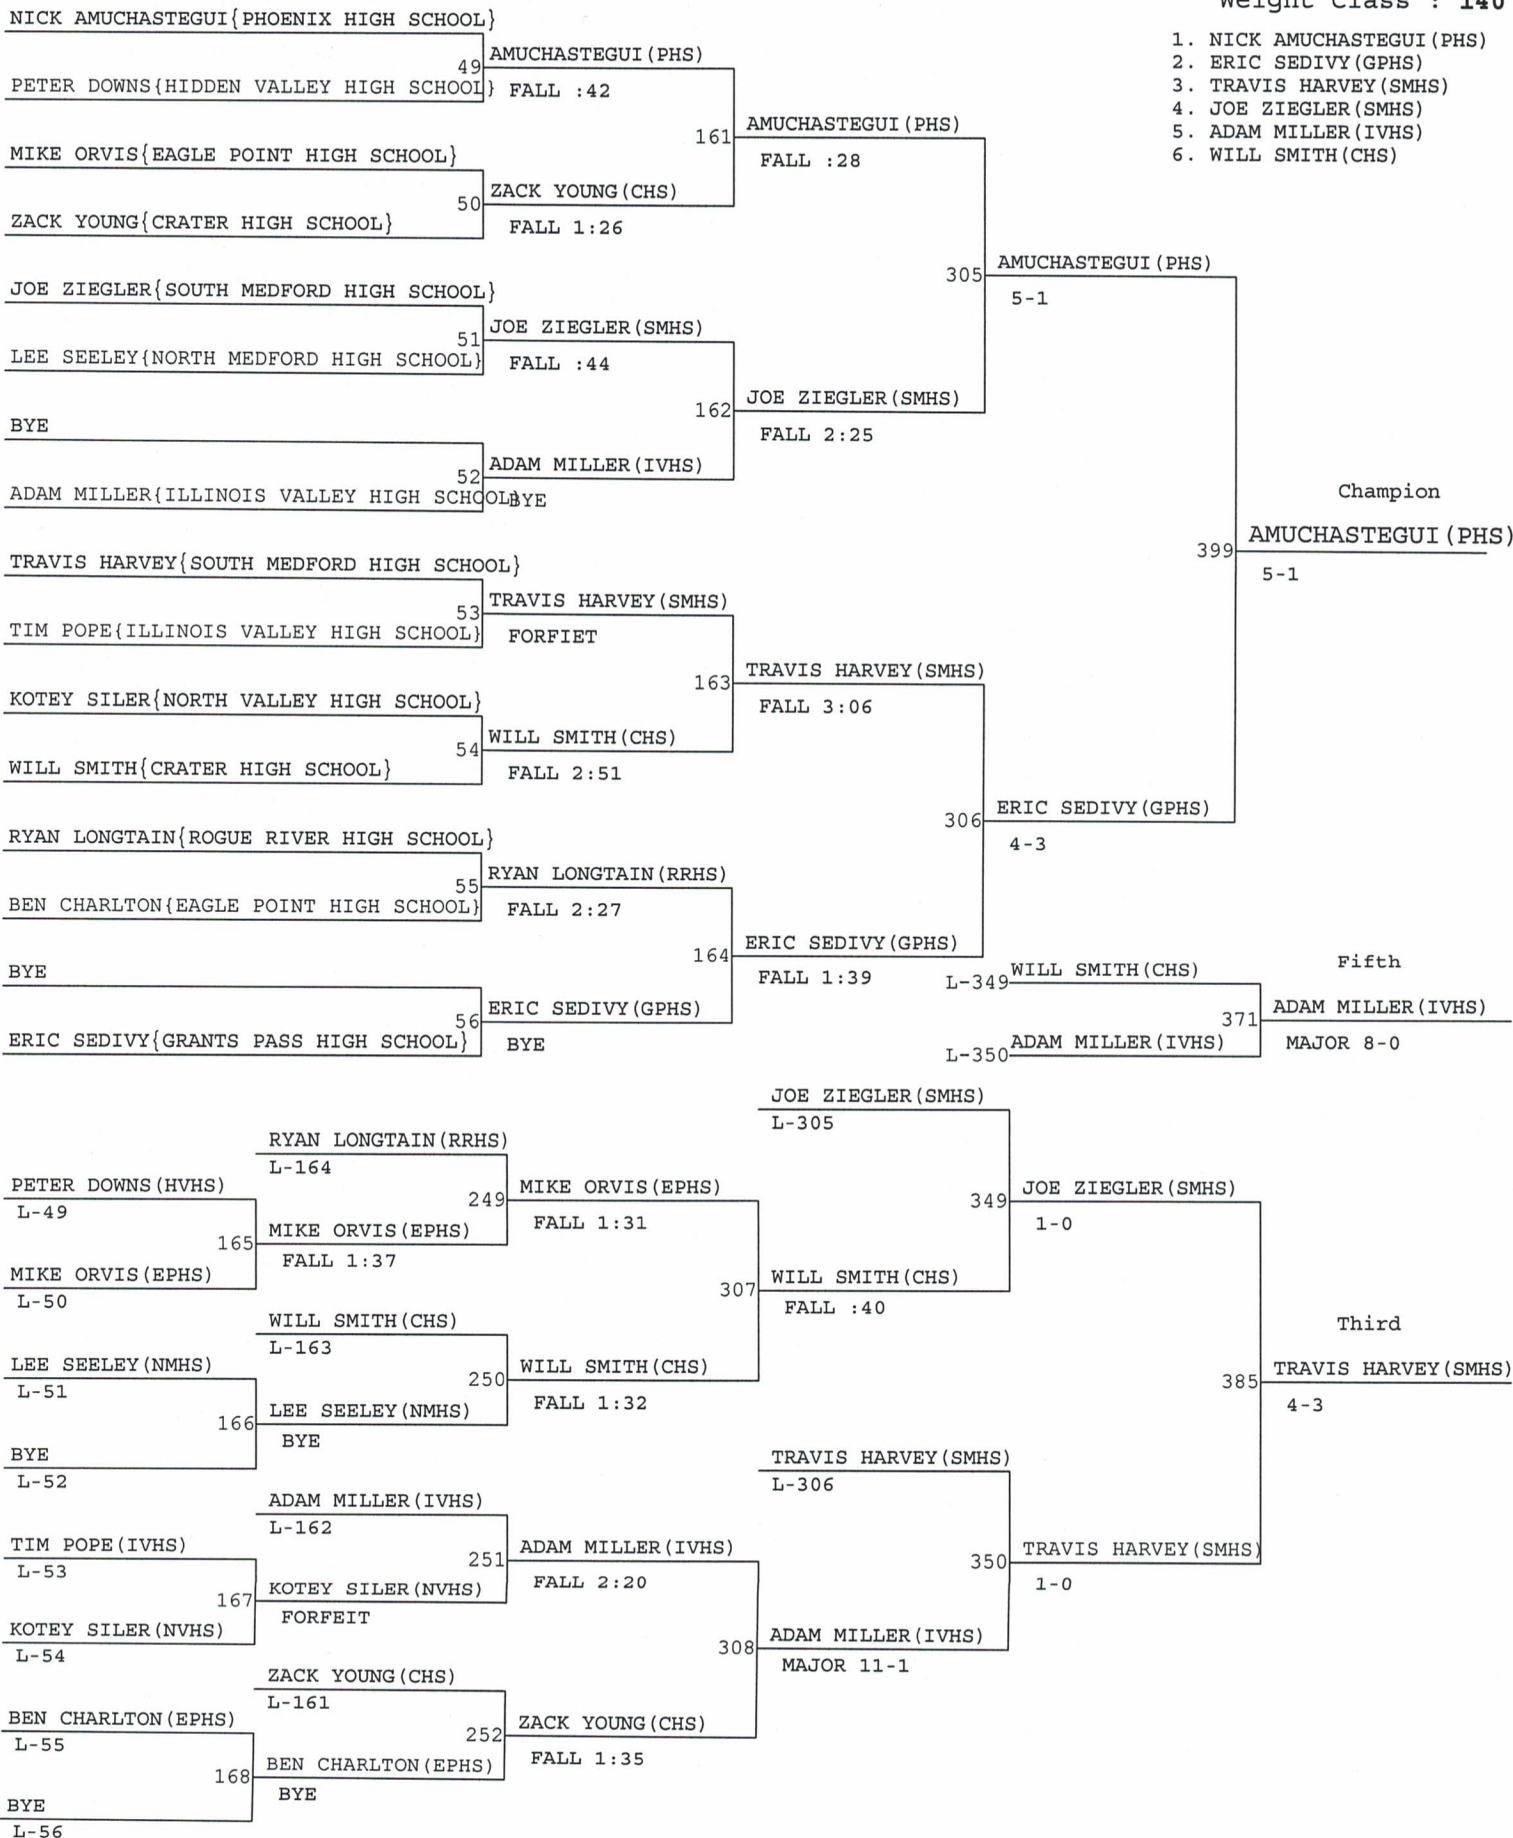 Weight Class : 140
1. NICK AMUCHASTEGUI(PHS)
2. ERIC SEDIVY(GPHS)
3. TRAVIS HARVEY(SMHS)
4. JOE ZIEGLER(SMHS)
5. ADAM MILLER(IVHS)
6. WILL SMITH(CHS)
NICK AMUCHASTEGUI{PHOENIX HIGH SCHOOL}
49
PETER DOWNS{HIDDEN VALLEY HIGH SCHOOL}
AMUCHASTEGUI(PHS)
FALL :42
MIKE ORVIS{EAGLE POINT HIGH SCHOOL}
50
ZACK YOUNG{CRATER HIGH SCHOOL}
ZACK YOUNG(CHS)
FALL 1:26
161
AMUCHASTEGUI(PHS)
FALL :28
JOE ZIEGLER{SOUTH MEDFORD HIGH SCHOOL}
51
LEE SEELEY{NORTH MEDFORD HIGH SCHOOL}
JOE ZIEGLER(SMHS)
FALL :44
BYE
52
ADAM MILLER{ILLINOIS VALLEY HIGH SCHOOL}
ADAM MILLER(IVHS)
BYE
162
JOE ZIEGLER(SMHS)
FALL 2:25
305
AMUCHASTEGUI(PHS)
5-1
TRAVIS HARVEY{SOUTH MEDFORD HIGH SCHOOL}
53
TIM POPE{ILLINOIS VALLEY HIGH SCHOOL}
TRAVIS HARVEY(SMHS)
FORFIET
KOTEY SILER{NORTH VALLEY HIGH SCHOOL}
54
WILL SMITH{CRATER HIGH SCHOOL}
WILL SMITH(CHS)
FALL 2:51
163
TRAVIS HARVEY(SMHS)
FALL 3:06
RYAN LONGTAIN{ROGUE RIVER HIGH SCHOOL}
55
BEN CHARLTON{EAGLE POINT HIGH SCHOOL}
RYAN LONGTAIN(RRHS)
FALL 2:27
BYE
56
ERIC SEDIVY{GRANTS PASS HIGH SCHOOL}
ERIC SEDIVY(GPHS)
BYE
164
ERIC SEDIVY(GPHS)
FALL 1:39
306
ERIC SEDIVY(GPHS)
4-3
Champion
399
AMUCHASTEGUI(PHS)
5-1
Fifth
L-349
WILL SMITH(CHS)
L-350
ADAM MILLER(IVHS)
371
ADAM MILLER(IVHS)
MAJOR 8-0
PETER DOWNS(HVHS)
L-49
165
MIKE ORVIS(EPHS)
L-50
RYAN LONGTAIN(RRHS)
L-164
MIKE ORVIS(EPHS)
FALL 1:37
249
MIKE ORVIS(EPHS)
FALL 1:31
LEE SEELEY(NMHS)
L-51
166
BYE
L-52
WILL SMITH(CHS)
L-163
LEE SEELEY(NMHS)
BYE
250
WILL SMITH(CHS)
FALL 1:32
307
WILL SMITH(CHS)
FALL :40
JOE ZIEGLER(SMHS)
L-305
349
JOE ZIEGLER(SMHS)
1-0
TIM POPE(IVHS)
L-53
167
KOTEY SILER(NVHS)
L-54
ADAM MILLER(IVHS)
L-162
KOTEY SILER(NVHS)
FORFEIT
251
ADAM MILLER(IVHS)
FALL 2:20
BEN CHARLTON(EPHS)
L-55
168
BYE
L-56
ZACK YOUNG(CHS)
L-161
BEN CHARLTON(EPHS)
BYE
252
ZACK YOUNG(CHS)
FALL 1:35
308
ADAM MILLER(IVHS)
MAJOR 11-1
TRAVIS HARVEY(SMHS)
L-306
350
TRAVIS HARVEY(SMHS)
1-0
Third
385
TRAVIS HARVEY(SMHS)
4-3